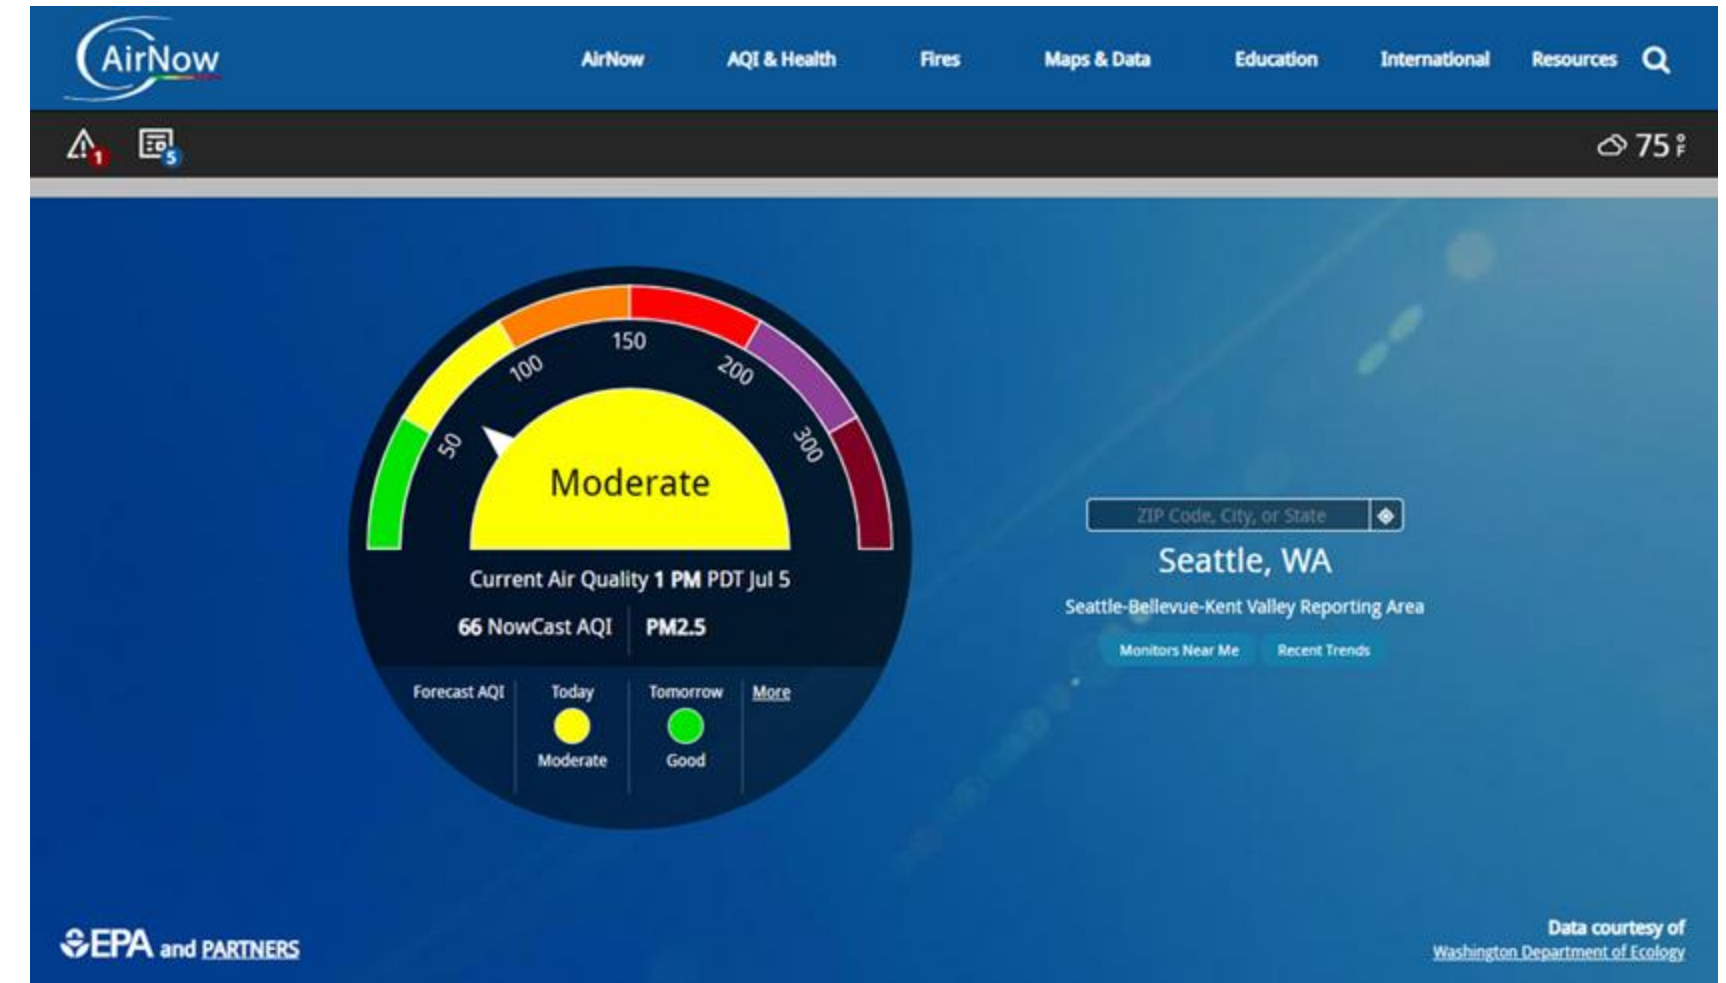 AirNow
AirNow AQI & Health Fires Maps & Data Education International Resources
1 5 75 °F
150
100 200
50 300
Moderate
Current Air Quality 1 PM PDT Jul 5
66 NowCast AQI PM2.5
Forecast AQI Today Tomorrow More
Moderate Good
ZIP Code, City, or State
Seattle, WA
Seattle-Bellevue-Kent Valley Reporting Area
Monitors Near Me Recent Trends
EPA and PARTNERS
Data courtesy of
Washington Department of Ecology